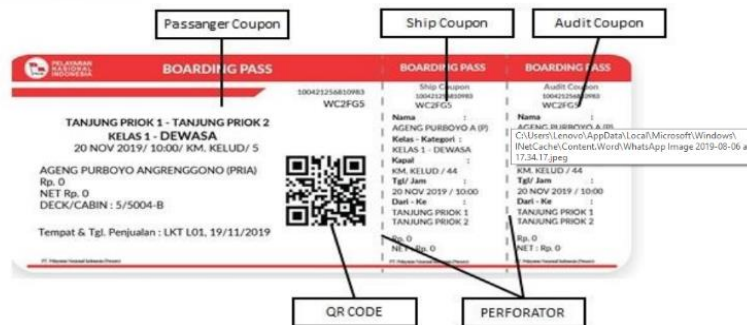 Passanger Coupon
Ship Coupon
Audit Coupon
PELAYARAN
NASIONAL
INDONESIA
BOARDING PASS
100421256810983
WC2FG5
TANJUNG PRIOK 1 - TANJUNG PRIOK 2
KELAS 1 - DEWASA
20 NOV 2019/ 10:00/ KM. KELUD/ 5
AGENG PURBOYO ANGRENGGONO (PRIA)
Rp. 0
NET Rp. 0
DECK/CABIN : 5/5004-B
Tempat & Tgl. Penjualan : LKT L01, 19/11/2019
BOARDING PASS
Ship Coupon
100421256810983
WC2FG5
Nama :
AGENG PURBOYO A (P)
Kelas - Kategori :
KELAS 1 - DEWASA
Kapal :
KM. KELUD / 44
Tgl/ Jam :
20 NOV 2019 / 10:00
Dari - Ke :
TANJUNG PRIOK 1
TANJUNG PRIOK 2
Rp. 0
NET : Rp. 0
BOARDING PASS
Audit Coupon
100421256810983
WC2FG5
Nama :
AGENG PURBOYO A (P)
C:\Users\Lenovo\AppData\Local\Microsoft\Windows\
INetCache\Content.Word\WhatsApp Image 2019-08-06 a
17.34.17.jpeg
KM. KELUD / 44
Tgl/ Jam :
20 NOV 2019 / 10:00
Dari - Ke :
TANJUNG PRIOK 1
TANJUNG PRIOK 2
Rp. 0
NET : Rp. 0
QR CODE
PERFORATOR